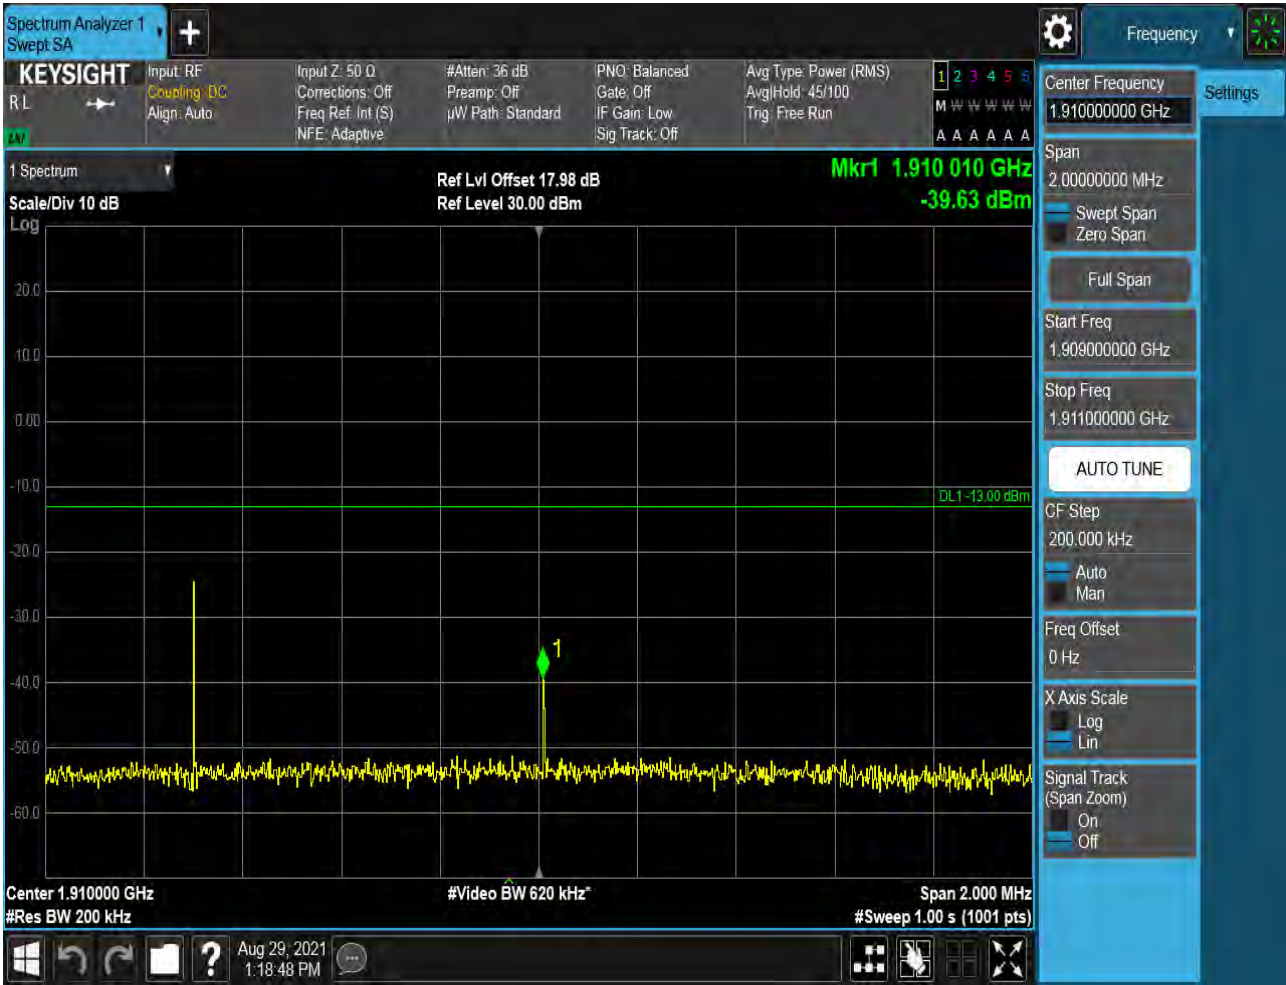 Spectrum Analyzer 1
Swept SA
Frequency
KEYSIGHT
R L
Input: RF
Coupling: DC
Align: Auto
Input Z: 50 Ω
Corrections: Off
Freq Ref: Int (S)
NFE: Adaptive
#Atten: 36 dB
Preamp: Off
µW Path: Standard
PNO: Balanced
Gate: Off
IF Gain: Low
Sig Track: Off
Avg Type: Power (RMS)
Avg|Hold: 45/100
Trig: Free Run
1 2 3 4 5 6
M W W W W W
A A A A A A
1 Spectrum
Scale/Div 10 dB
Log
Ref Lvl Offset 17.98 dB
Ref Level 30.00 dBm
Mkr1 1.910 010 GHz
-39.63 dBm
20.0
10.0
0.00
-10.0
-20.0
-30.0
-40.0
-50.0
-60.0
DL1 -13.00 dBm
1
Center 1.910000 GHz
#Res BW 200 kHz
#Video BW 620 kHz*
Span 2.000 MHz
#Sweep 1.00 s (1001 pts)
Center Frequency
1.910000000 GHz
Settings
Span
2.00000000 MHz
Swept Span
Zero Span
Full Span
Start Freq
1.909000000 GHz
Stop Freq
1.911000000 GHz
AUTO TUNE
CF Step
200.000 kHz
Auto
Man
Freq Offset
0 Hz
X Axis Scale
Log
Lin
Signal Track
(Span Zoom)
On
Off
?
Aug 29, 2021
1:18:48 PM